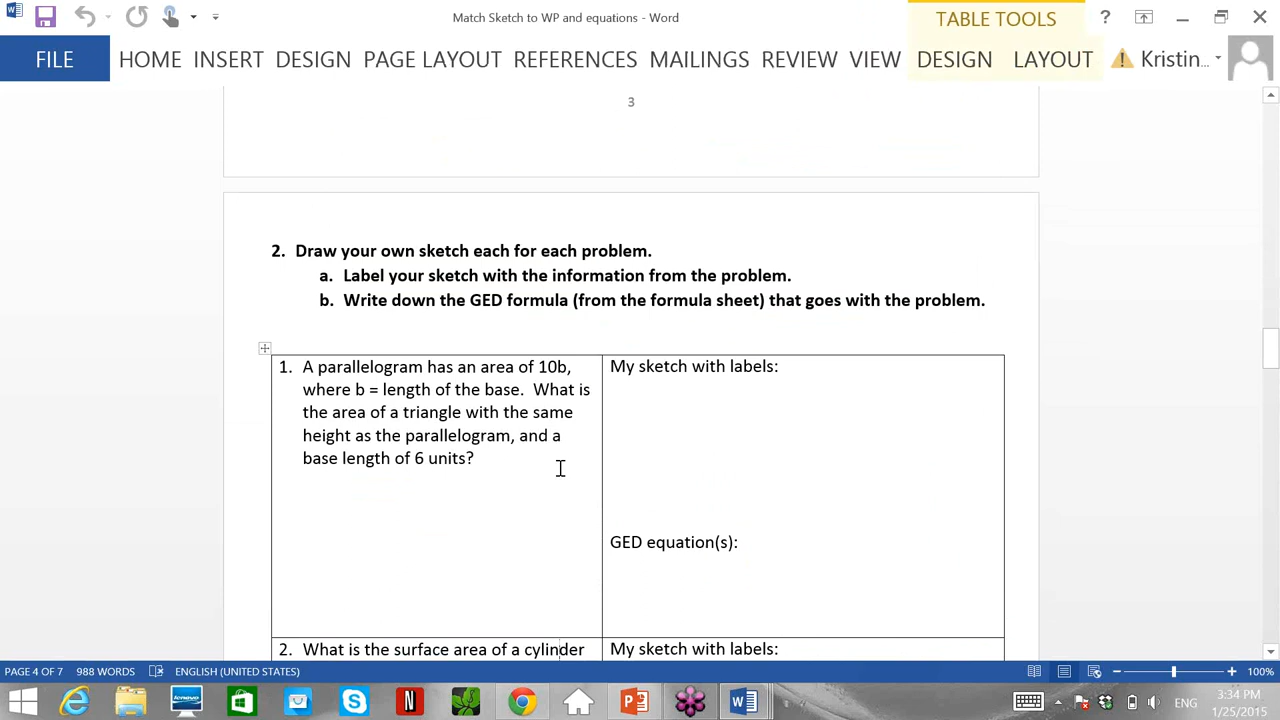 Match Sketch to WP and equations - Word
TABLE TOOLS
?
FILE HOME INSERT DESIGN PAGE LAYOUT REFERENCES MAILINGS REVIEW VIEW DESIGN LAYOUT Kristin...
3
2. Draw your own sketch each for each problem.
a. Label your sketch with the information from the problem.
b. Write down the GED formula (from the formula sheet) that goes with the problem.
1. A parallelogram has an area of 10b,
where b = length of the base. What is
the area of a triangle with the same
height as the parallelogram, and a
base length of 6 units?
My sketch with labels:
GED equation(s):
2. What is the surface area of a cylinder
My sketch with labels:
PAGE 4 OF 7 988 WORDS ENGLISH (UNITED STATES) 100%
lenovo
ENG
3:34 PM
1/25/2015